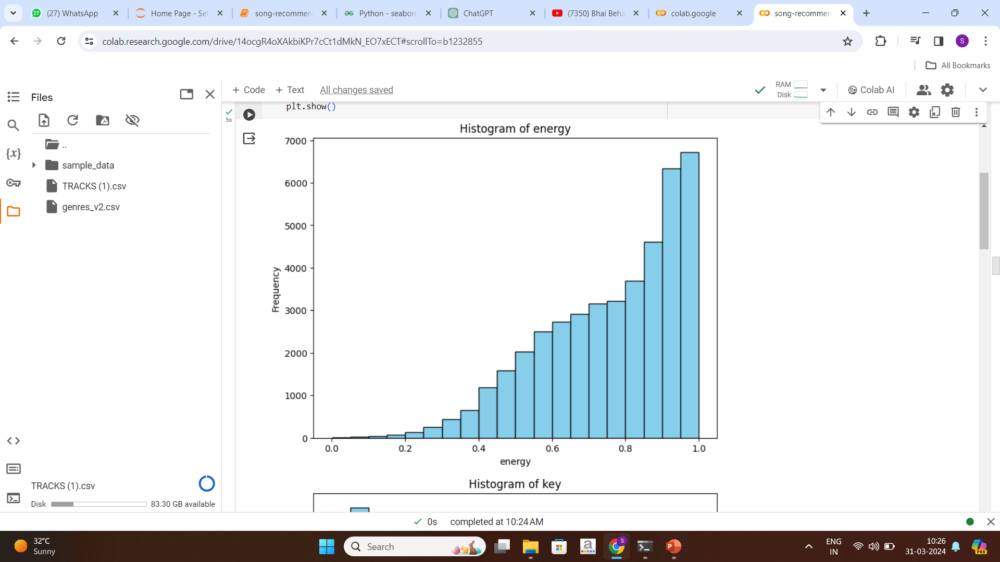 (27) WhatsApp
Home Page - Sel
song-recommen
Python - seaborn
ChatGPT
(7350) Bhai Beha
colab.google
song-recommen
colab.research.google.com/drive/14ocgR4oXAkbiKPr7cCt1dMkN_EO7xECT#scrollTo=b1232855
S
All Bookmarks
Files
+ Code + Text All changes saved
RAM
Disk
Colab AI
5s
plt.show()
..
sample_data
TRACKS (1).csv
genres_v2.csv
{x}
Histogram of energy
7000
6000
5000
4000
3000
2000
1000
0
Frequency
0.0 0.2 0.4 0.6 0.8 1.0
energy
Histogram of key
TRACKS (1).csv
Disk 83.30 GB available
0s completed at 10:24 AM
32°C
Sunny
Search
ENG
IN
10:26
31-03-2024
PRE